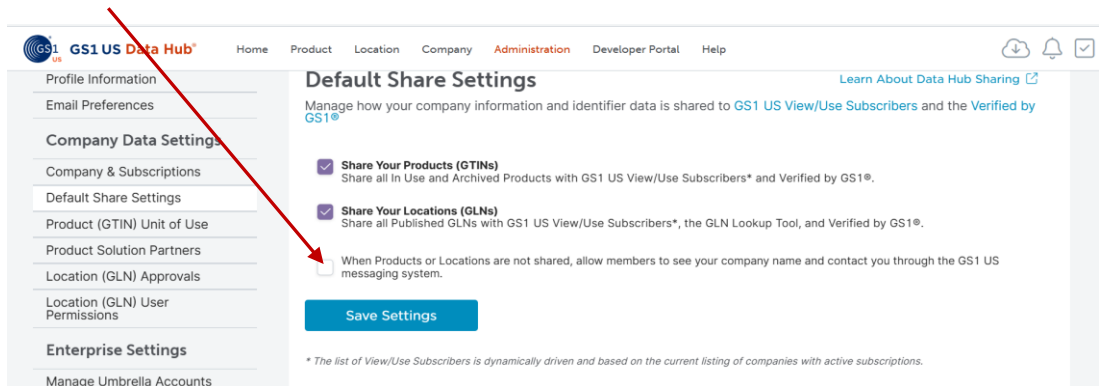 GS1 US
GS1 US Data Hub®
Home Product Location Company Administration Developer Portal Help
Profile Information
Email Preferences
Company Data Settings
Company & Subscriptions
Default Share Settings
Product (GTIN) Unit of Use
Product Solution Partners
Location (GLN) Approvals
Location (GLN) User
Permissions
Enterprise Settings
Manage Umbrella Accounts
Default Share Settings
Learn About Data Hub Sharing
Manage how your company information and identifier data is shared to GS1 US View/Use Subscribers and the Verified by
GS1®
Share Your Products (GTINs)
Share all In Use and Archived Products with GS1 US View/Use Subscribers* and Verified by GS1®.
Share Your Locations (GLNs)
Share all Published GLNs with GS1 US View/Use Subscribers*, the GLN Lookup Tool, and Verified by GS1®.
When Products or Locations are not shared, allow members to see your company name and contact you through the GS1 US
messaging system.
Save Settings
* The list of View/Use Subscribers is dynamically driven and based on the current listing of companies with active subscriptions.